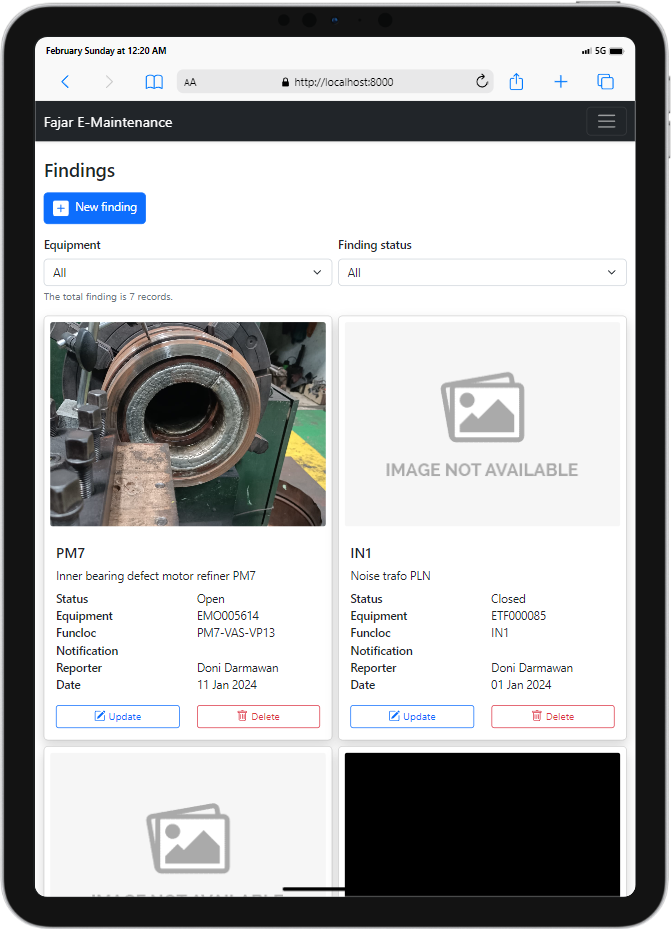 February Sunday at 12:20 AM
5G
AA
http://localhost:8000
Fajar E-Maintenance
Findings
New finding
Equipment
Finding status
All
All
The total finding is 7 records.
IMAGE NOT AVAILABLE
PM7
Inner bearing defect motor refiner PM7
Status Open
Equipment EMO005614
Funcloc PM7-VAS-VP13
Notification
Reporter Doni Darmawan
Date 11 Jan 2024
Update
Delete
IN1
Noise trafo PLN
Status Closed
Equipment ETF000085
Funcloc IN1
Notification
Reporter Doni Darmawan
Date 01 Jan 2024
Update
Delete
IMAGE NOT AVAILABLE